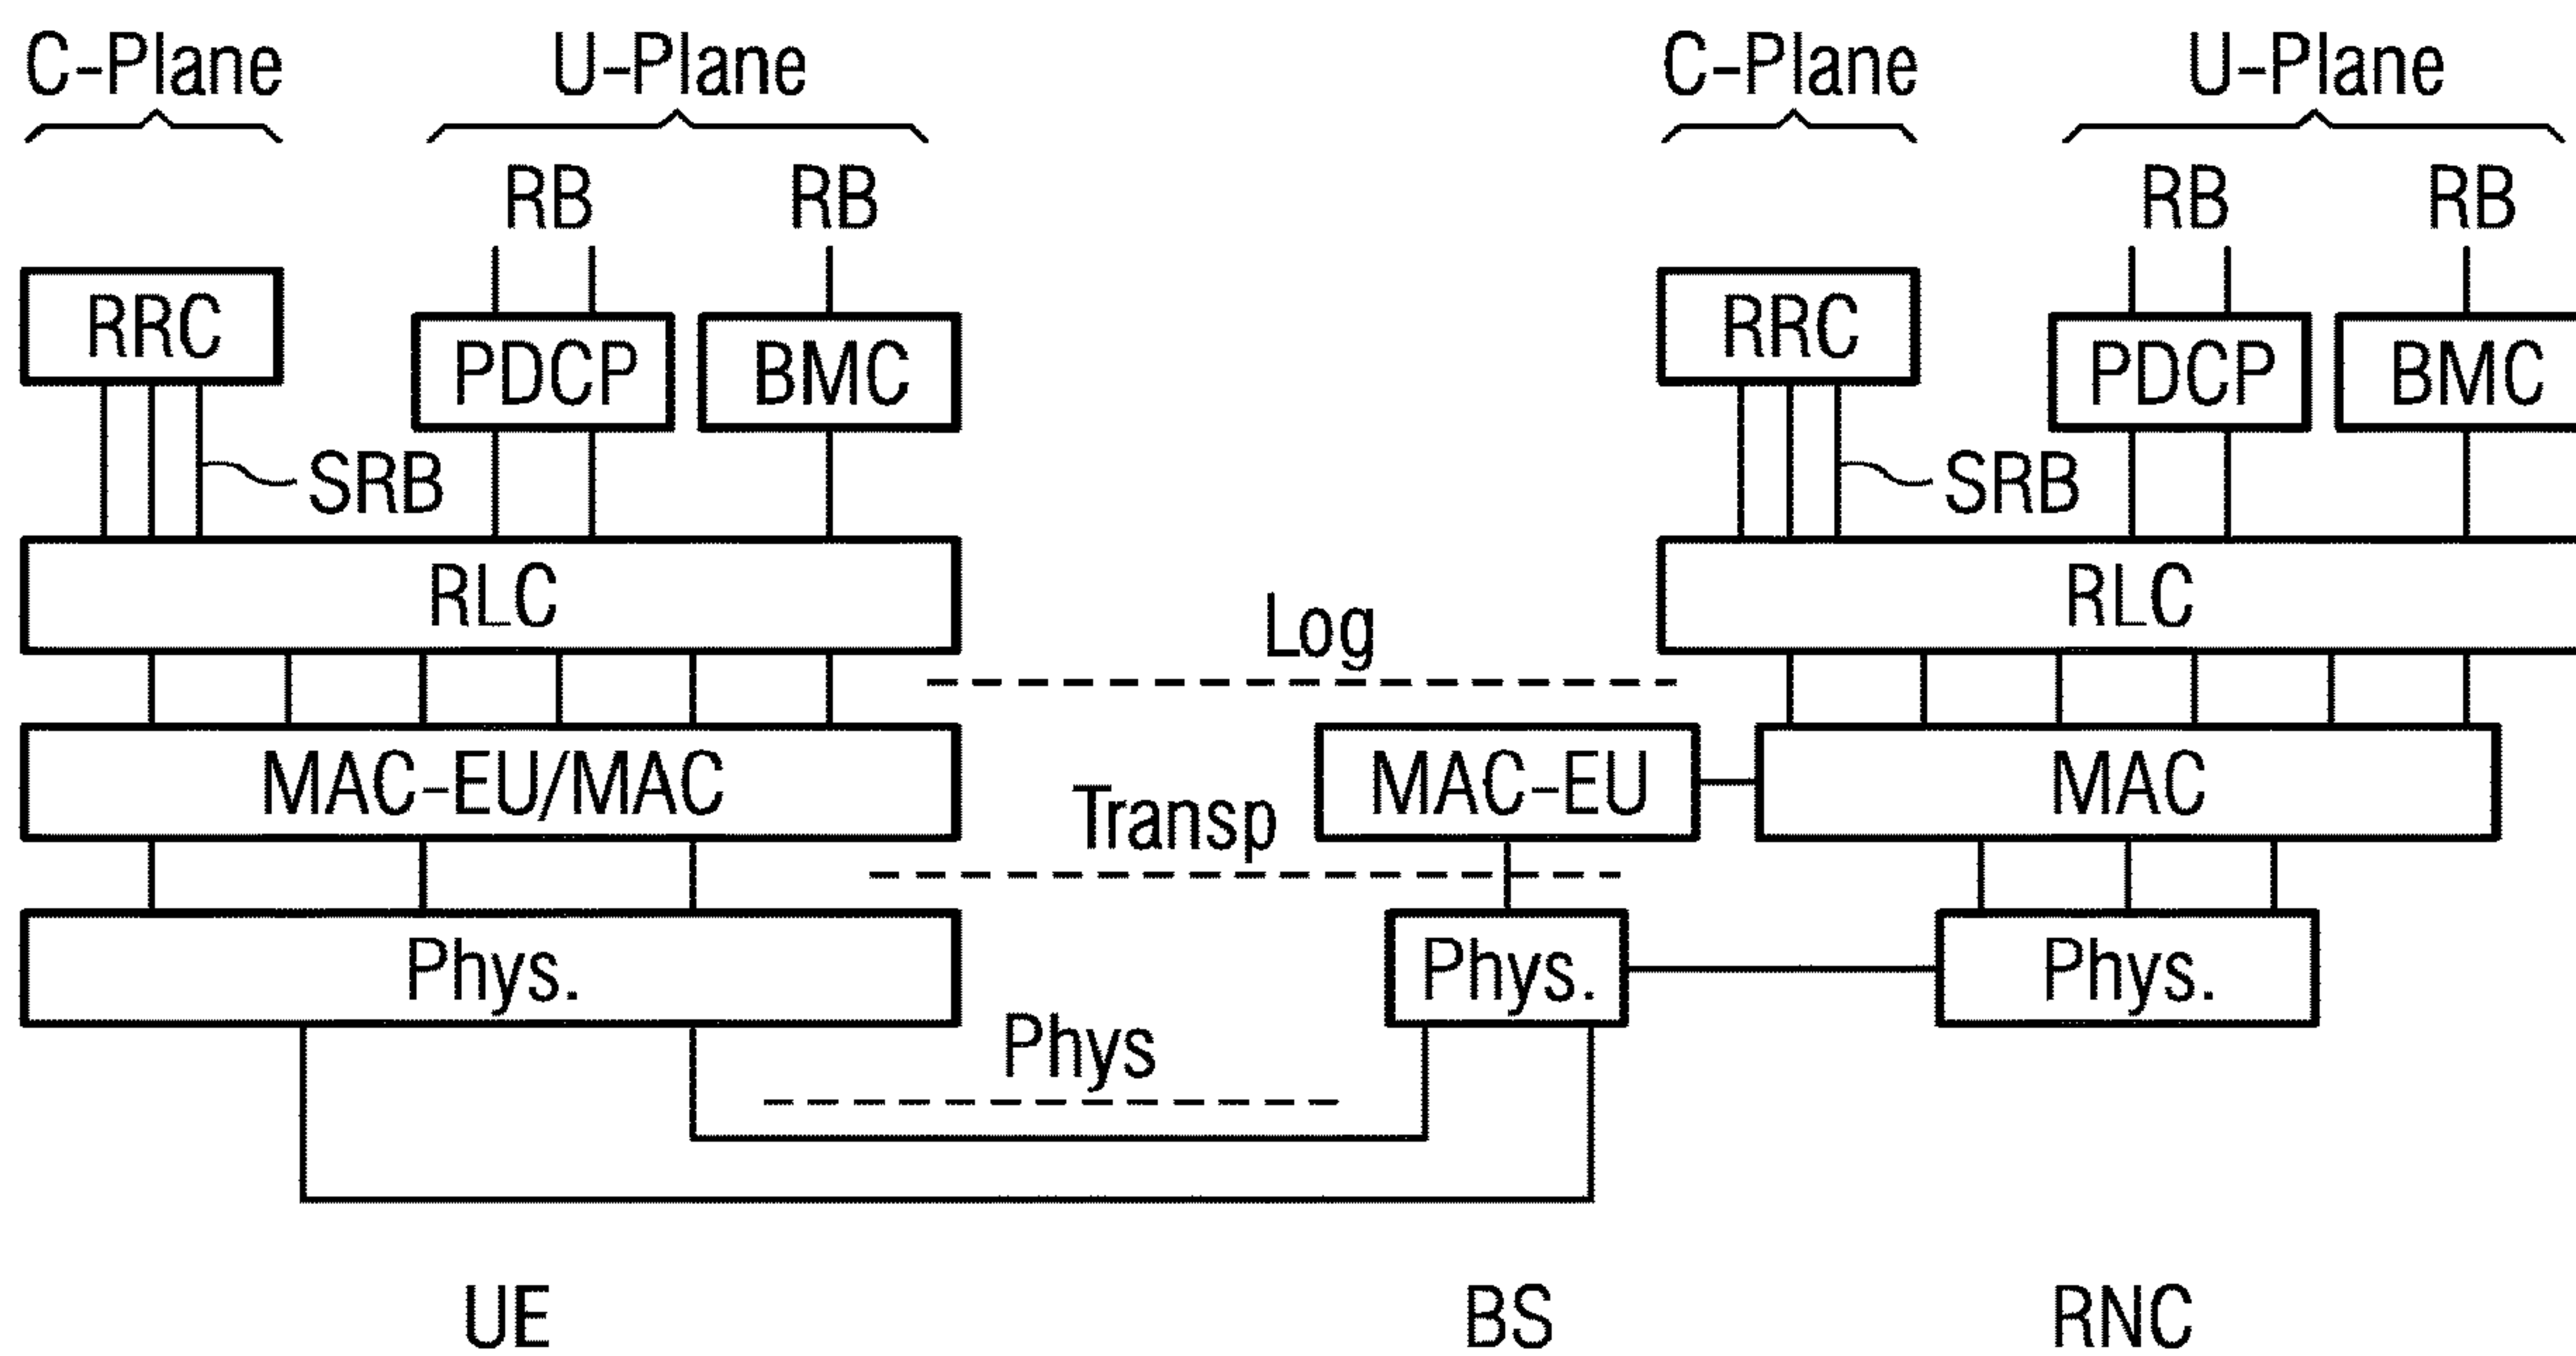 C-Plane U-Plane C-Plane U-Plane
RB RB RB RB
RRC PDCP BMC RRC PDCP BMC
SRB SRB
RLC Log RLC
MAC-EU/MAC Transp MAC-EU MAC
Phys. Phys Phys. Phys.
UE BS RNC